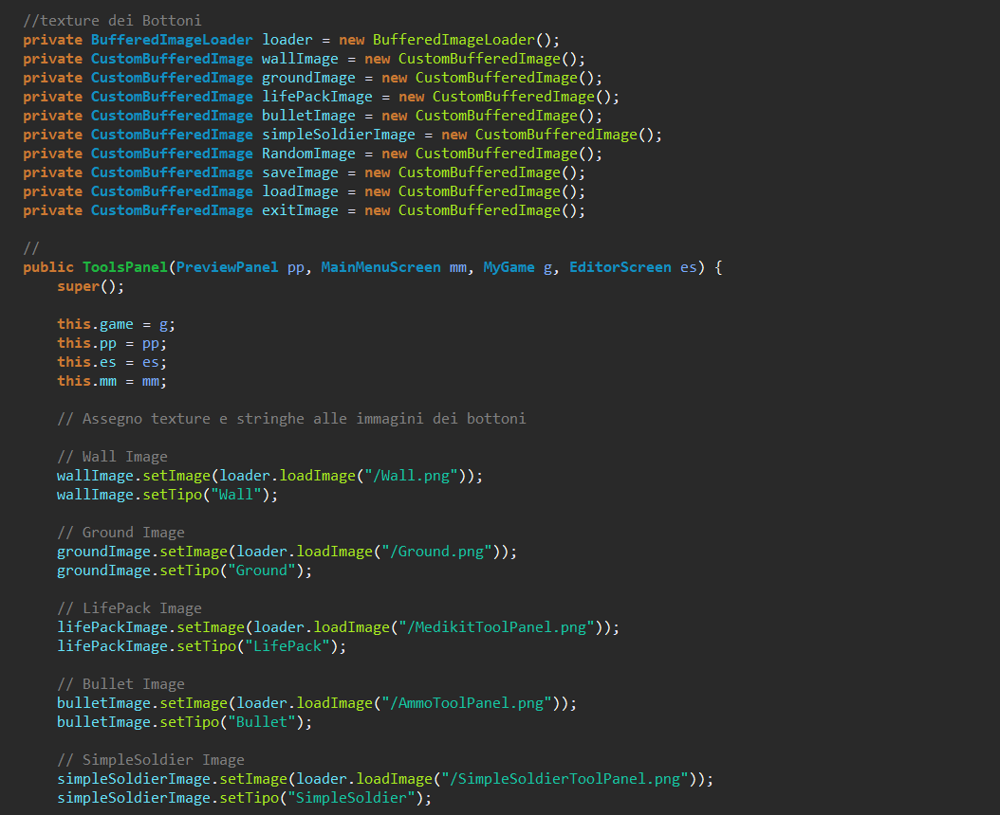 //texture dei Bottoni
private BufferedImageLoader loader = new BufferedImageLoader();
private CustomBufferedImage wallImage = new CustomBufferedImage();
private CustomBufferedImage groundImage = new CustomBufferedImage();
private CustomBufferedImage lifePackImage = new CustomBufferedImage();
private CustomBufferedImage bulletImage = new CustomBufferedImage();
private CustomBufferedImage simpleSoldierImage = new CustomBufferedImage();
private CustomBufferedImage RandomImage = new CustomBufferedImage();
private CustomBufferedImage saveImage = new CustomBufferedImage();
private CustomBufferedImage loadImage = new CustomBufferedImage();
private CustomBufferedImage exitImage = new CustomBufferedImage();
//
public ToolsPanel(PreviewPanel pp, MainMenuScreen mm, MyGame g, EditorScreen es) {
super();
this.game = g;
this.pp = pp;
this.es = es;
this.mm = mm;
// Assegno texture e stringhe alle immagini dei bottoni
// Wall Image
wallImage.setImage(loader.loadImage("/Wall.png"));
wallImage.setTipo("Wall");
// Ground Image
groundImage.setImage(loader.loadImage("/Ground.png"));
groundImage.setTipo("Ground");
// LifePack Image
lifePackImage.setImage(loader.loadImage("/MedikitToolPanel.png"));
lifePackImage.setTipo("LifePack");
// Bullet Image
bulletImage.setImage(loader.loadImage("/AmmoToolPanel.png"));
bulletImage.setTipo("Bullet");
// SimpleSoldier Image
simpleSoldierImage.setImage(loader.loadImage("/SimpleSoldierToolPanel.png"));
simpleSoldierImage.setTipo("SimpleSoldier");